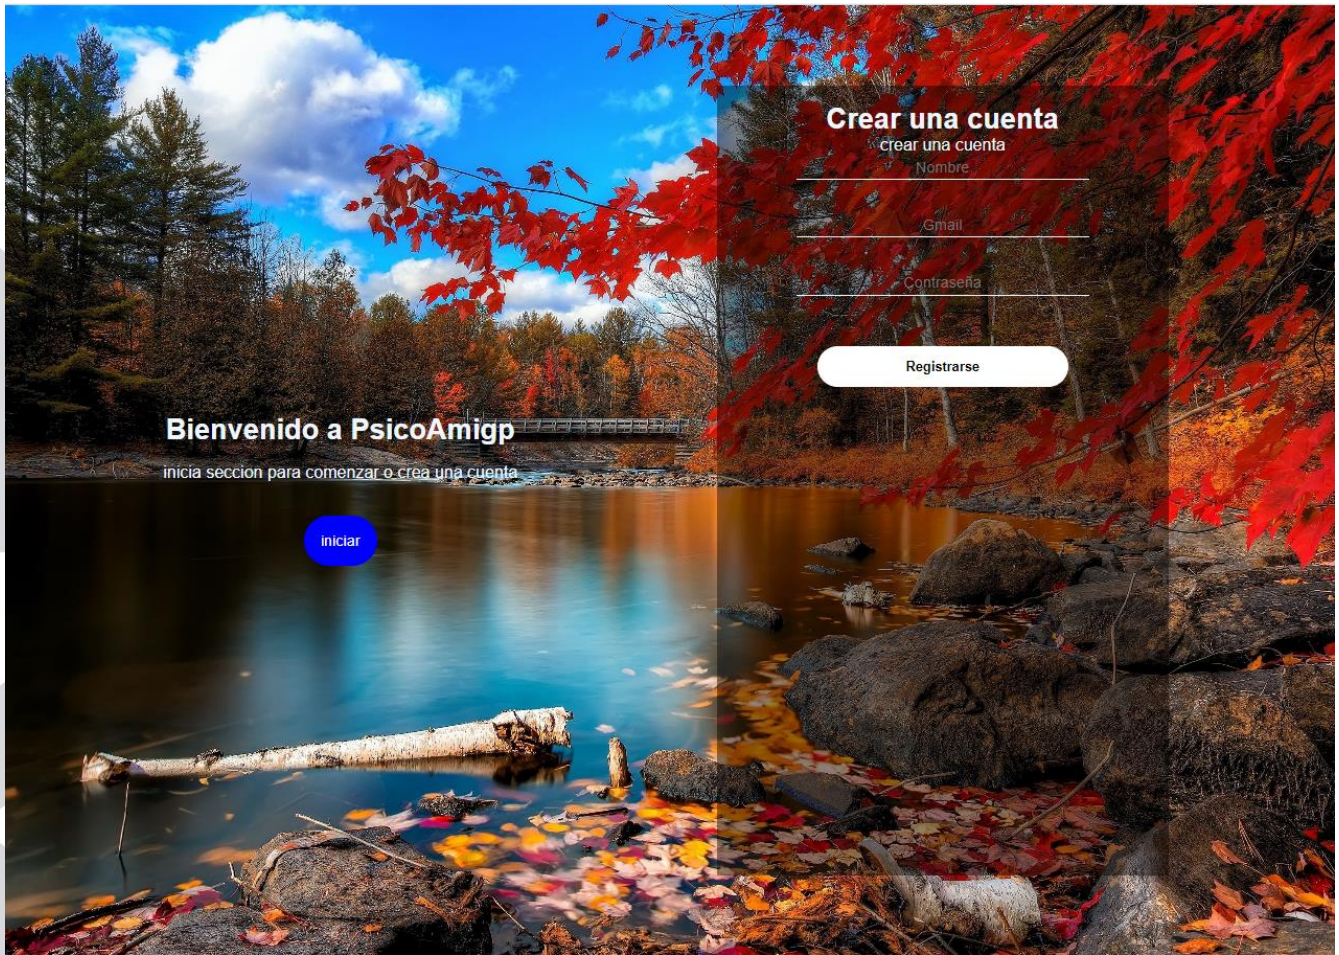 Bienvenido a PsicoAmigp
inicia seccion para comenzar o crea una cuenta
iniciar
Crear una cuenta
crear una cuenta
Nombre
Gmail
Contraseña
Registrarse